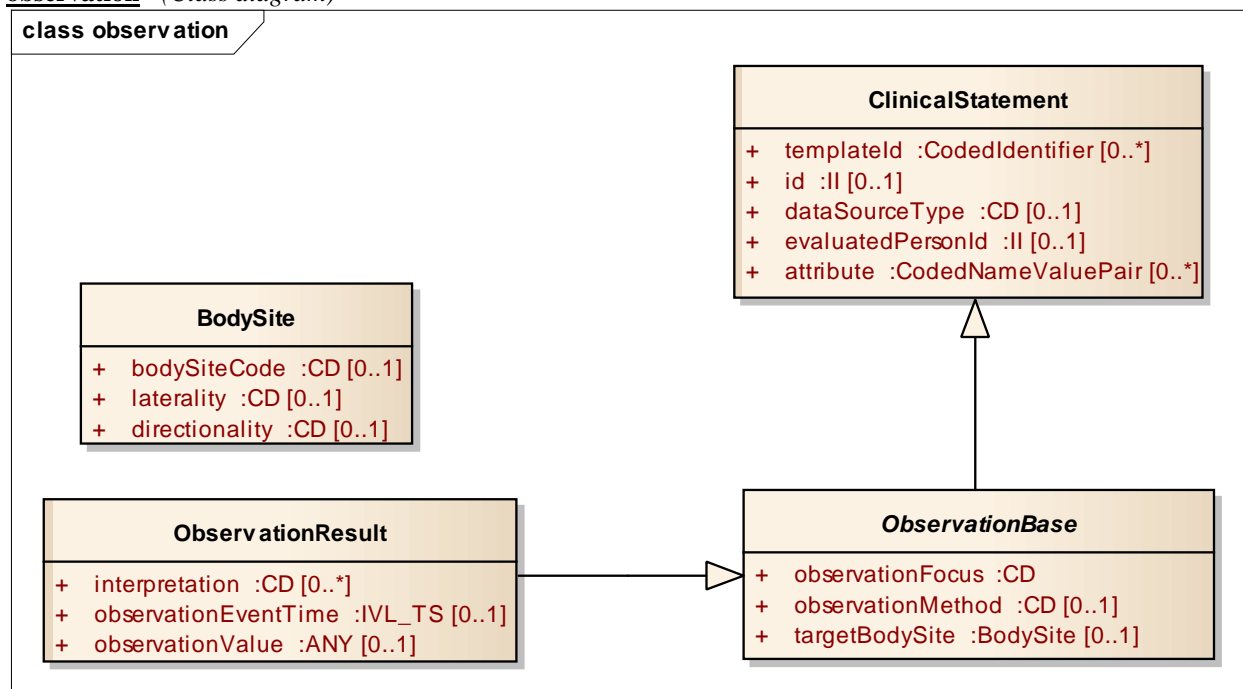 observation (Class diagram)
class observation
ClinicalStatement
+ templateId :CodedIdentifier [0..*]
+ id :II [0..1]
+ dataSourceType :CD [0..1]
+ evaluatedPersonId :II [0..1]
+ attribute :CodedNameValuePair [0..*]
BodySite
+ bodySiteCode :CD [0..1]
+ laterality :CD [0..1]
+ directionality :CD [0..1]
ObservationResult
+ interpretation :CD [0..*]
+ observationEventTime :IVL_TS [0..1]
+ observationValue :ANY [0..1]
ObservationBase
+ observationFocus :CD
+ observationMethod :CD [0..1]
+ targetBodySite :BodySite [0..1]